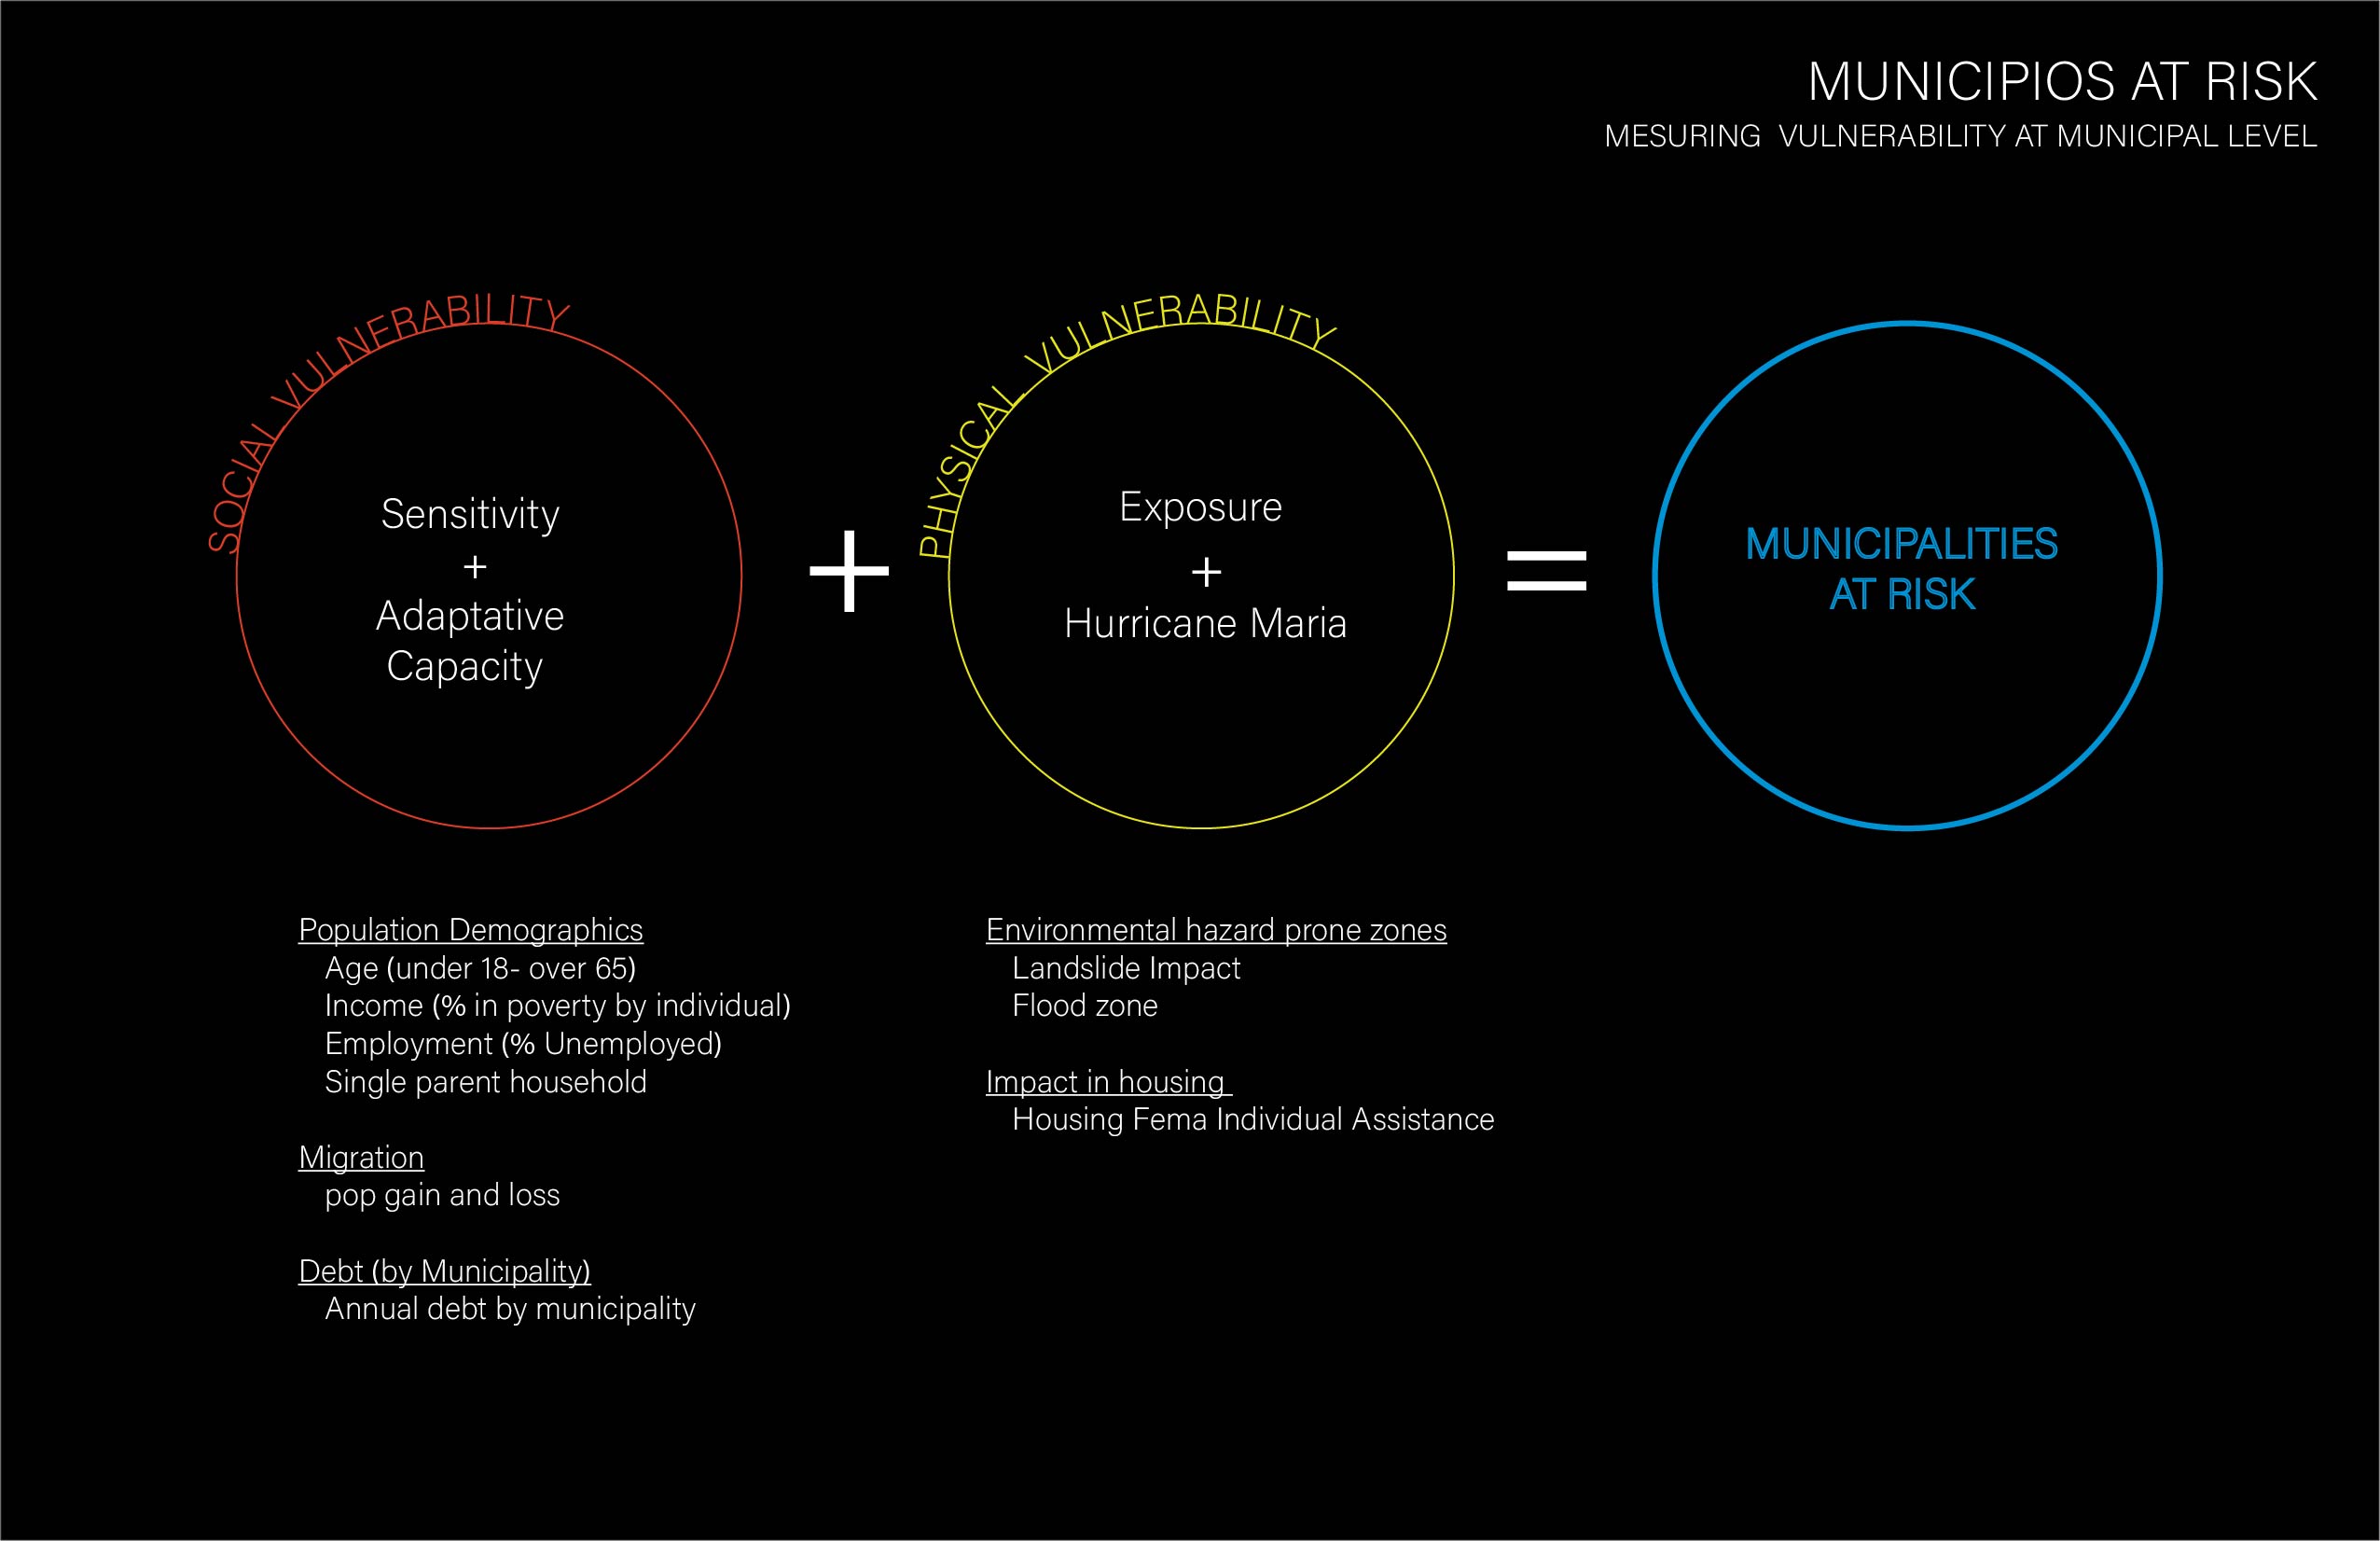 MUNICIPIOS AT RISK
MESURING VULNERABILITY AT MUNICIPAL LEVEL
SOCIAL VULNERABILITY
Sensitivity
+
Adaptative
Capacity
+
PHYSICAL VULNERABILITY
Exposure
+
Hurricane Maria
=
MUNICIPALITIES
AT RISK
Population Demographics
Age (under 18- over 65)
Income (% in poverty by individual)
Employment (% Unemployed)
Single parent household
Migration
pop gain and loss
Debt (by Municipality)
Annual debt by municipality
Environmental hazard prone zones
Landslide Impact
Flood zone
Impact in housing
Housing Fema Individual Assistance